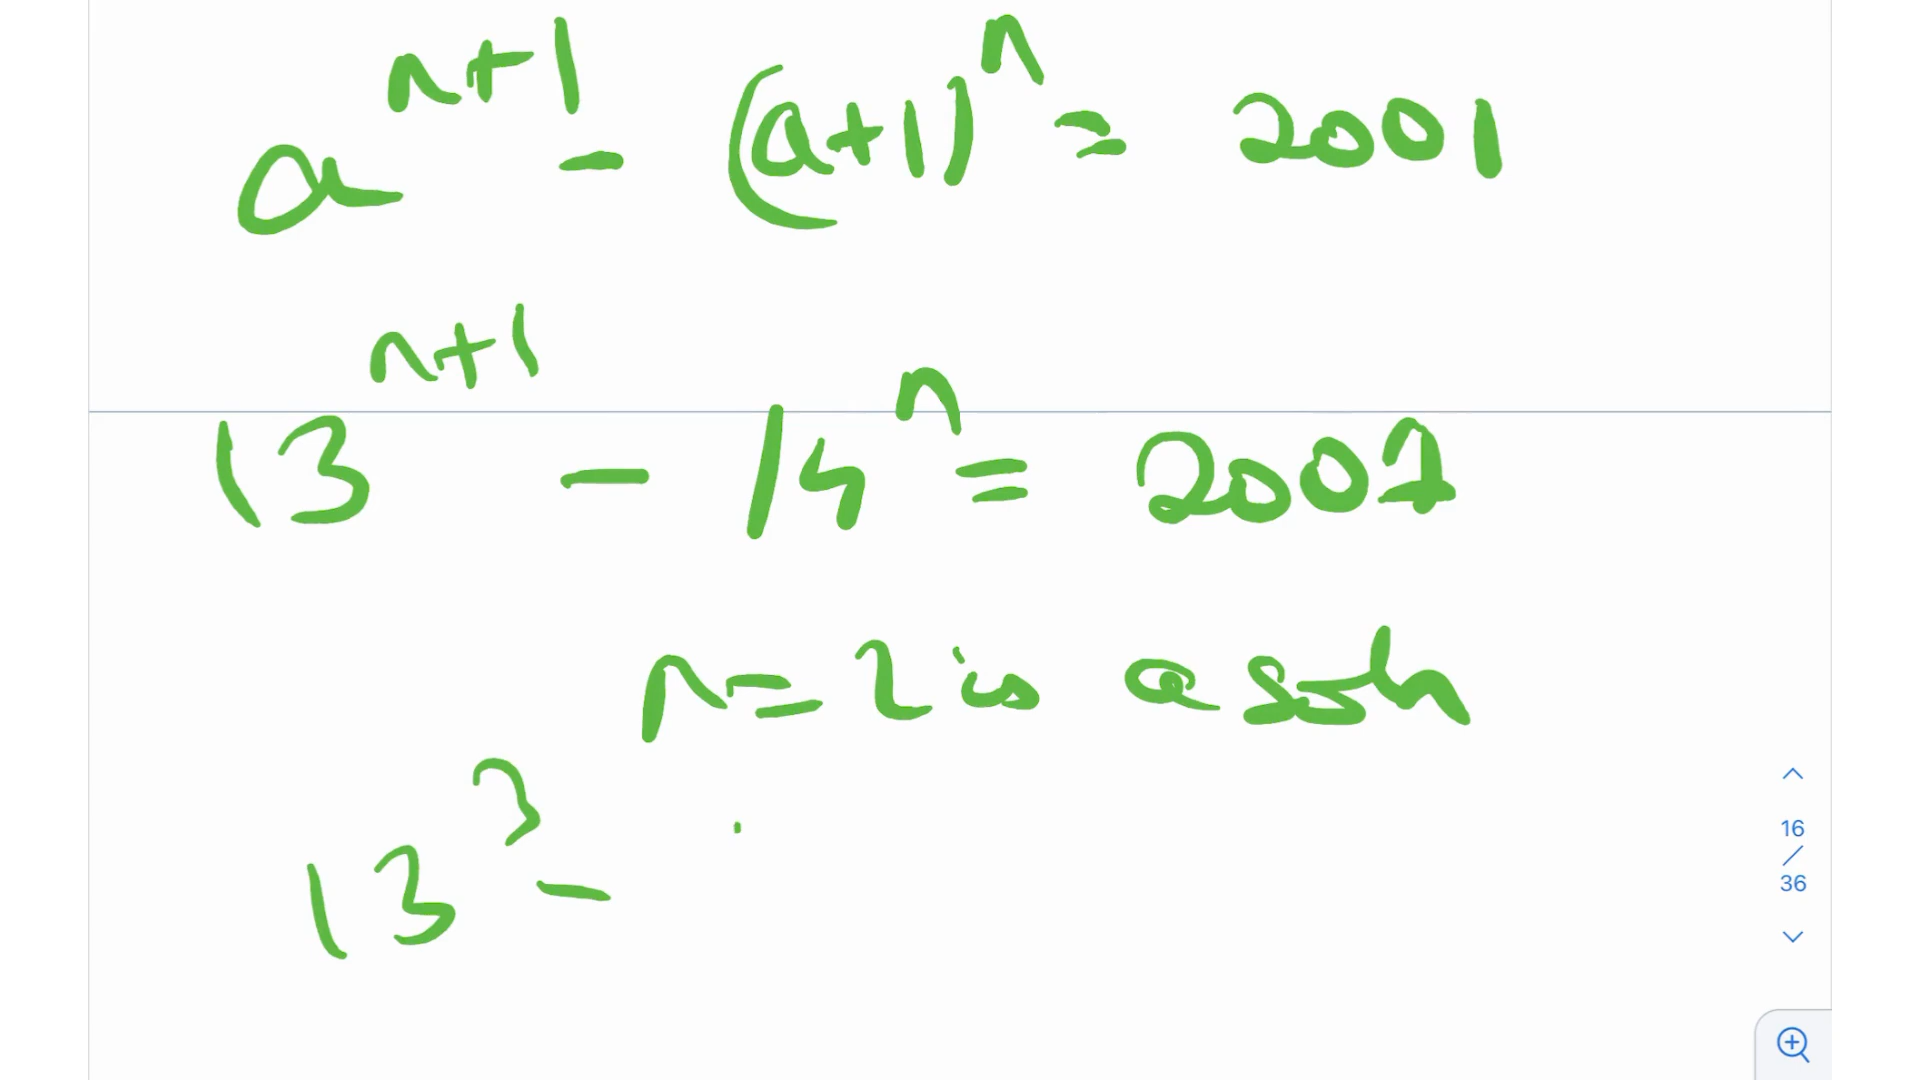 a^{n+1} - (a+1)^n = 2001
13^{n+1} - 14^n = 2001
n=2 is a soln
13^3 -
16
/
36